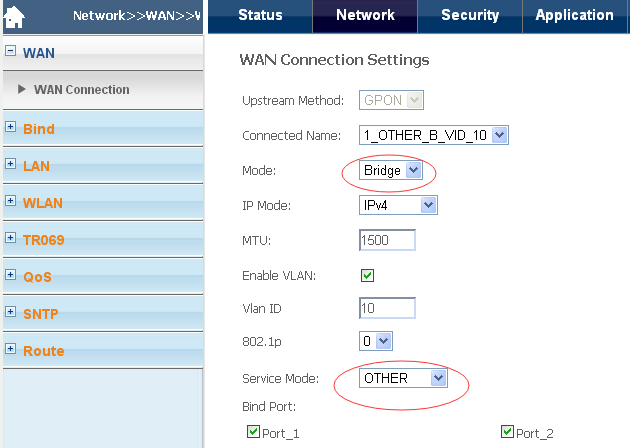 Network>>WAN>>
Status Network Security Application
WAN
WAN Connection
Bind
LAN
WLAN
TR069
QoS
SNTP
Route
WAN Connection Settings
Upstream Method: GPON
Connected Name: 1_OTHER_B_VID_10
Mode: Bridge
IP Mode: IPv4
MTU: 1500
Enable VLAN:
Vlan ID 10
802.1p 0
Service Mode: OTHER
Bind Port:
Port_1 Port_2